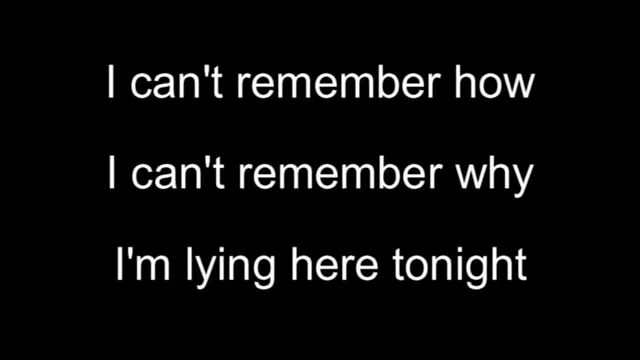 I can't remember how
I can't remember why
I'm lying here tonight